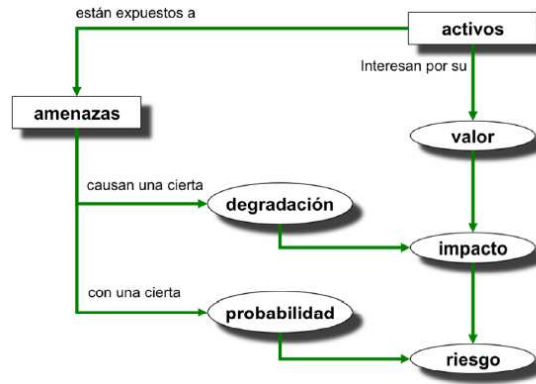 están expuestos a
activos
Interesan por su
amenazas
valor
causan una cierta
degradación
impacto
con una cierta
probabilidad
riesgo